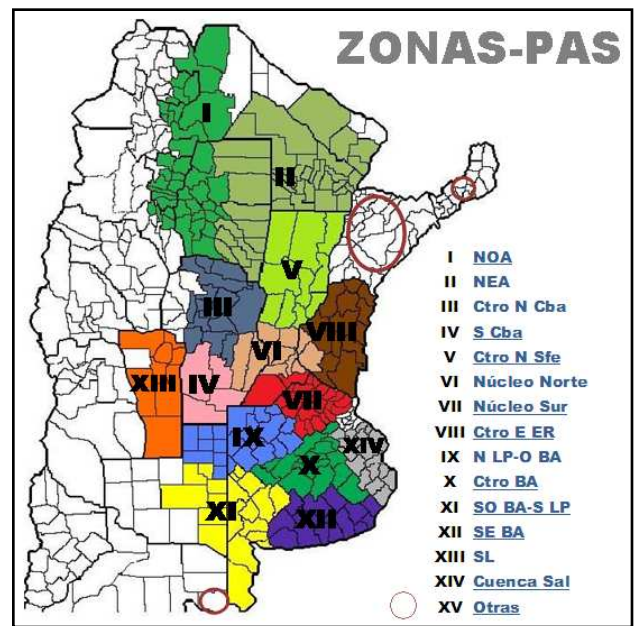 ZONAS-PAS
I
II
V
III
VIII
VI
XIII
IV
VII
IX
XIV
X
XI
XII
I NOA
II NEA
III Ctro N Cba
IV S Cba
V Ctro N Sfe
VI Núcleo Norte
VII Núcleo Sur
VIII Ctro E ER
IX N LP-O BA
X Ctro BA
XI SO BA-S LP
XII SE BA
XIII SL
XIV Cuenca Sal
XV Otras